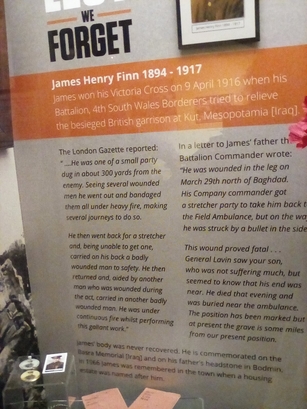 WE
FORGET
James Henry Finn 1894 - 1917
James won his Victoria Cross on 9 April 1916 when his
Battalion, 4th South Wales Borderers tried to relieve
the besieged British garrison at Kut, Mesopotamia [Iraq].
The London Gazette reported:
"...He was one of a small party
dug in about 300 yards from the
enemy. Seeing several wounded
men he went out and bandaged
them all under heavy fire, making
several journeys to do so.
He then went back for a stretcher
and, being unable to get one,
carried on his back a badly
wounded man to safety. He then
returned and, aided by another
man who was wounded during
the act, carried in another badly
wounded man. He was under
continuous fire whilst performing
this gallant work."
In a letter to James' father th
Battalion Commander wrote:
"He was wounded in the leg on
March 29th north of Baghdad.
His Company commander got
a stretcher party to take him back t
the Field Ambulance, but on the wa
he was struck by a bullet in the side
This wound proved fatal . . .
General Lavin saw your son,
who was not suffering much, but
seemed to know that his end was
near. He died that evening and
was buried near the ambulance.
The position has been marked but
at present the grave is some miles
from our present position.
James' body was never recovered. He is commemorated on the
Memorial (Iraq) and on his father's headstone in Bodmin.
In 1966 James was remembered in the town when a housing
estate was named after him.